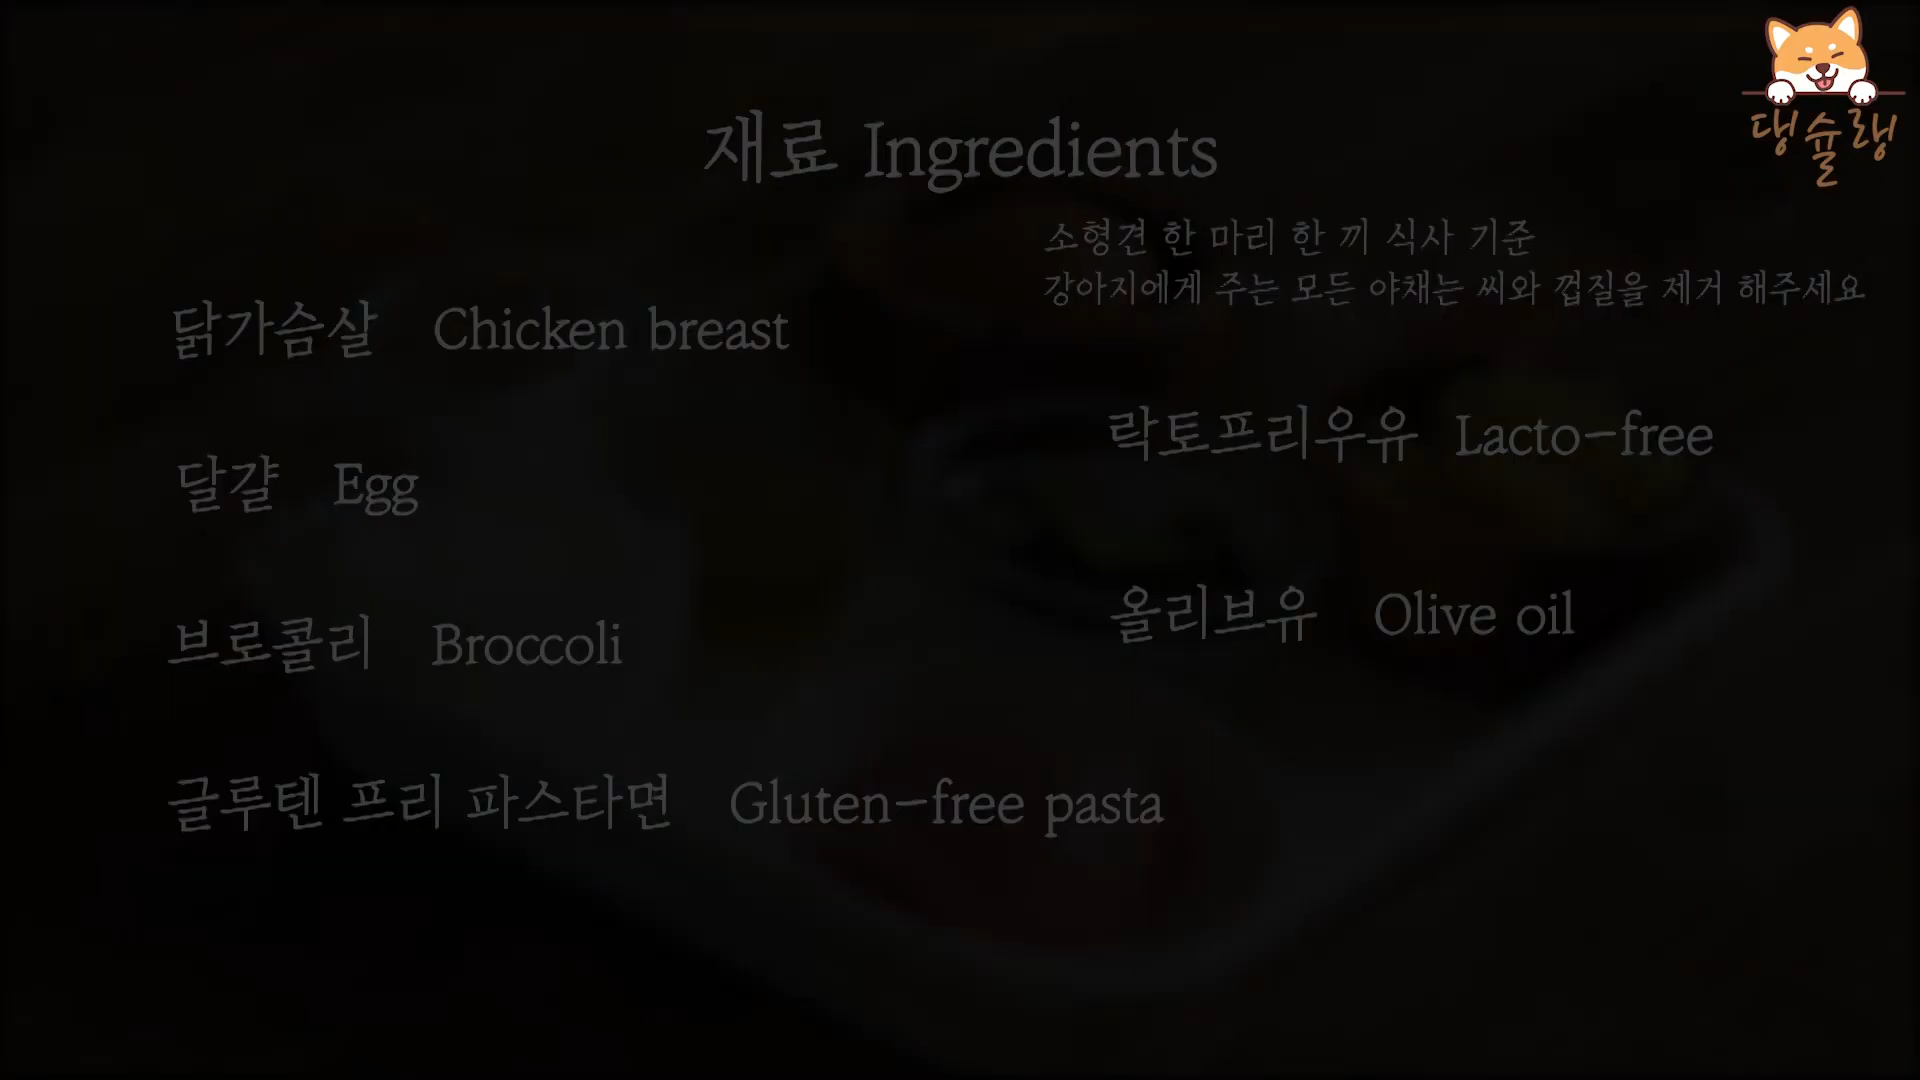 댕슐랭
재료 Ingredients
소형견 한 마리 한 끼 식사 기준
강아지에게 주는 모든 야채는 씨와 껍질을 제거 해주세요
닭가슴살 Chicken breast
달걀 Egg
브로콜리 Broccoli
글루텐 프리 파스타면 Gluten-free pasta
락토프리우유 Lacto-free
올리브유 Olive oil